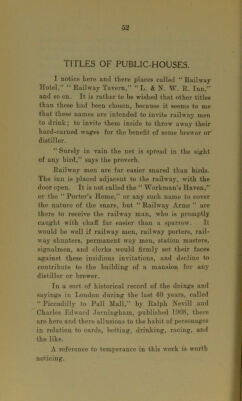 52
TITLES OF PUBLIC-HOUSES.
I notice here and there places called "Railway
Hotel," "Railway Tavern," "L. & N. W. R. Inn,"
and so on. It is rather to be wished that other titles
than these had been chosen, because it seems to me
that these names are intended to invite railway men
to drink; to invite them inside to throw away their
hard-earned wages for the benefit of some brewer or
distiller.
"Surely in vain the net is spread in the sight
of any bird," says the proverb.
Railway men are far easier snared than birds.
The inn is placed adjacent to the railway, with the
door open. It is not called the "Workman's Haven,"
or the "Porter's Home," or any such name to cover
the nature of the snare, but "Railway Arms" are
there to receive the railway man, who is promptly
caught with chaff far easier than a sparrow. It
would be well if railway men, railway porters, rail-
way shunters, permanent way men, station masters,
signalmen, and clerks would firmly set their faces
against these insidious invitations, and decline to
contribute to the building of a mansion for any
distiller or brewer.
In a sort of historical record of the doings and
sayings in London during the last 40 years, called
"Piccadilly to Pall Mall," by Ralph Nevill and
Charles Edward Jerningham, published 1908, there
are here and there allusions to the habit of personages
in relation to cards, betting, drinking, racing, and
the like.
A reference to temperance in this work is worth
noticing.